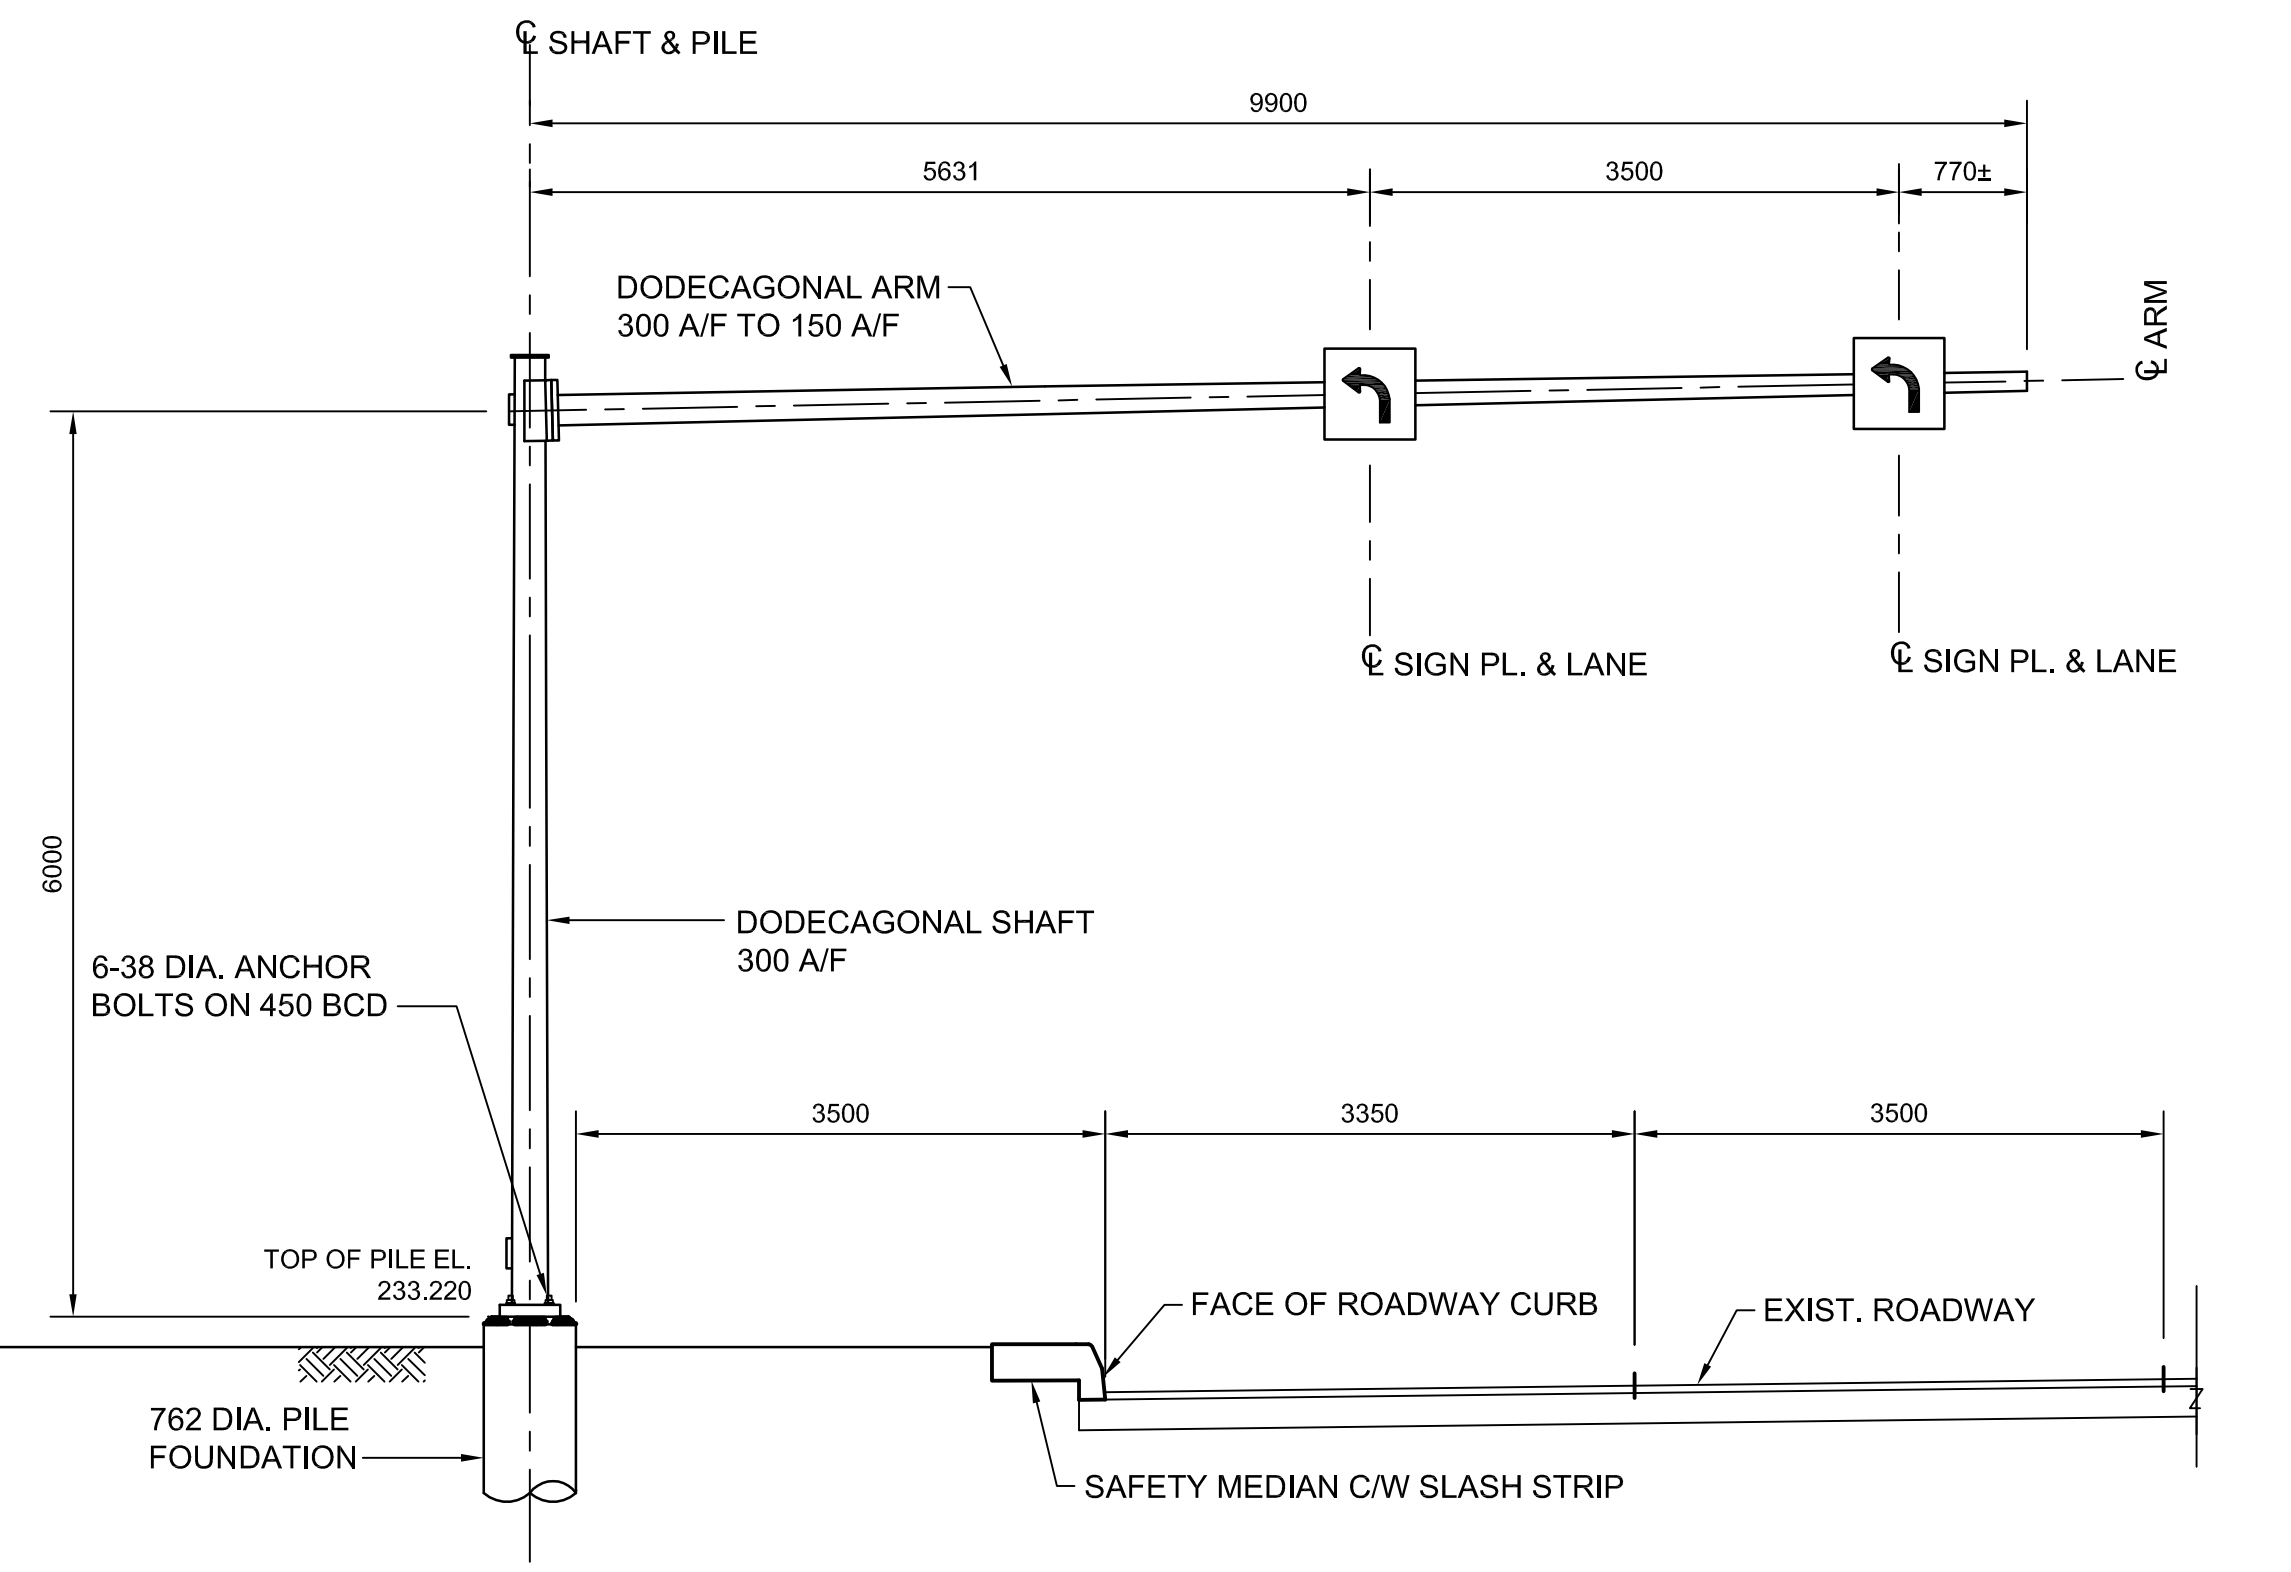 ℄ SHAFT & PILE
9900
5631
3500
770±
DODECAGONAL ARM
300 A/F TO 150 A/F
℄ ARM
℄ SIGN PL. & LANE
℄ SIGN PL. & LANE
6000
DODECAGONAL SHAFT
300 A/F
6-38 DIA. ANCHOR
BOLTS ON 450 BCD
3500
3350
3500
TOP OF PILE EL.
233.220
FACE OF ROADWAY CURB
EXIST. ROADWAY
762 DIA. PILE
FOUNDATION
SAFETY MEDIAN C/W SLASH STRIP